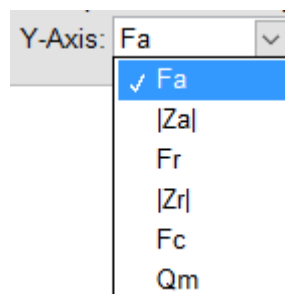 Y-Axis: Fa
✓ Fa
|Za|
Fr
|Zr|
Fc
Qm